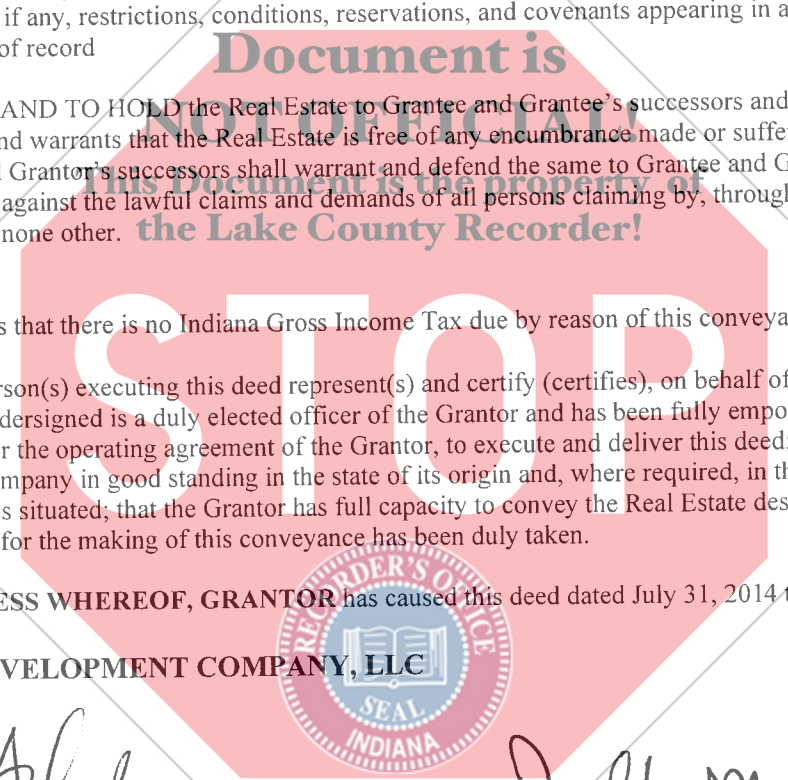 if any, restrictions, conditions, reservations, and covenants appearing in a
of record
Document is
AND TO HOLD the Real Estate to Grantee and Grantee's successors and
NOT OFFICIAL!
nd warrants that the Real Estate is free of any encumbrance made or suffe
l Grantor's successors shall warrant and defend the same to Grantee and G
This Document is the property of
against the lawful claims and demands of all persons claiming by, through
none other.
the Lake County Recorder!
STOP
s that there is no Indiana Gross Income Tax due by reason of this conveya
rson(s) executing this deed represent(s) and certify (certifies), on behalf of
dersigned is a duly elected officer of the Grantor and has been fully empo
r the operating agreement of the Grantor, to execute and deliver this deed;
mpany in good standing in the state of its origin and, where required, in th
s situated; that the Grantor has full capacity to convey the Real Estate des
for the making of this conveyance has been duly taken.
ESS WHEREOF, GRANTOR has caused this deed dated July 31, 2014 t
VELOPMENT COMPANY, LLC
RECORDER'S OFFICE
SEAL
INDIANA